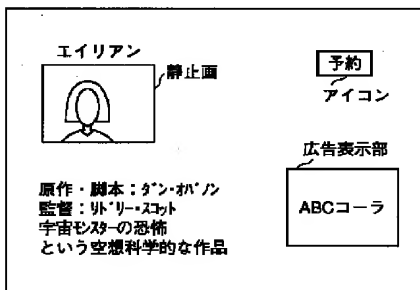 エイリアン
静止画
予約
アイコン
広告表示部
ABCコーラ
原作・脚本：ダン・オバノン
監督：リドリー・スコット
宇宙モンスターの恐怖
という空想科学的な作品